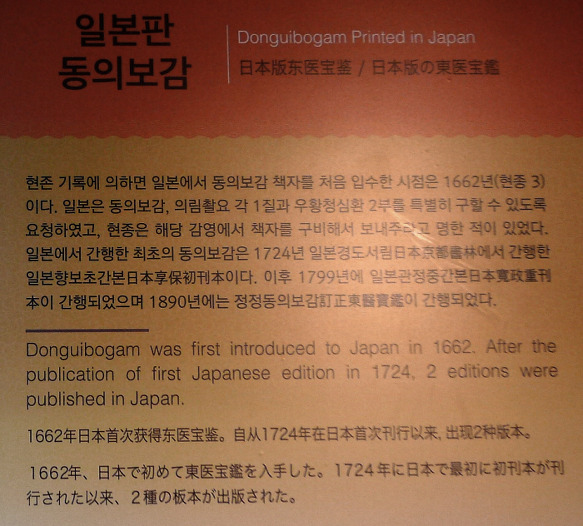 일본판
동의보감
Donguibogam Printed in Japan
日本版东医宝鉴 / 日本版の東医宝鑑
현존 기록에 의하면 일본에서 동의보감 책자를 처음 입수한 시점은 1662년(현종 3)
이다. 일본은 동의보감, 의림촬요 각 1질과 우황청심환 2부를 특별히 구할 수 있도록
요청하였고, 현종은 해당 감영에서 책자를 구비해서 보내주라고 명한 적이 있었다.
일본에서 간행한 최초의 동의보감은 1724년 일본경도서림日本京都書林에서 간행한
일본향보초간본日本享保初刊本이다. 이후 1799년에 일본관정중간본日本寬政重刊
本이 간행되었으며 1890년에는 정정동의보감訂正東醫寶鑑이 간행되었다.
Donguibogam was first introduced to Japan in 1662. After the
publication of first Japanese edition in 1724, 2 editions were
published in Japan.
1662年日本首次获得东医宝鉴。自从1724年在日本首次刊行以来, 出现2种版本。
1662年、日本で初めて東医宝鑑を入手した。1724年に日本で最初に初刊本が刊
行された以来、２種の板本が出版された。